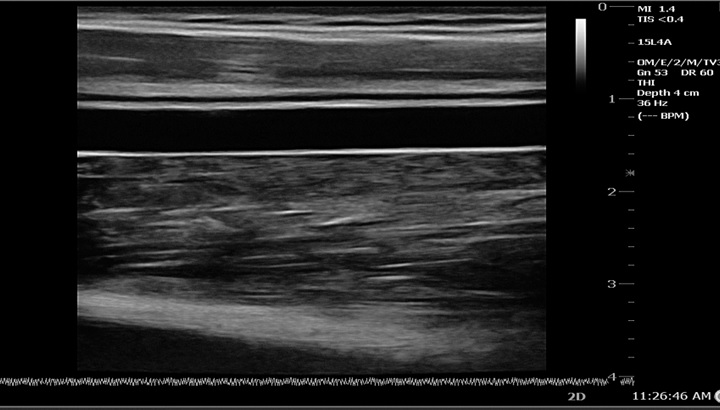 0
MI 1.4
TIS <0.4
15L4A
OM/E/2/M/TV3
Gn 53 DR 60
THI
Depth 4 cm
36 Hz
(--- BPM)
1
2
3
4
2D
11:26:46 AM